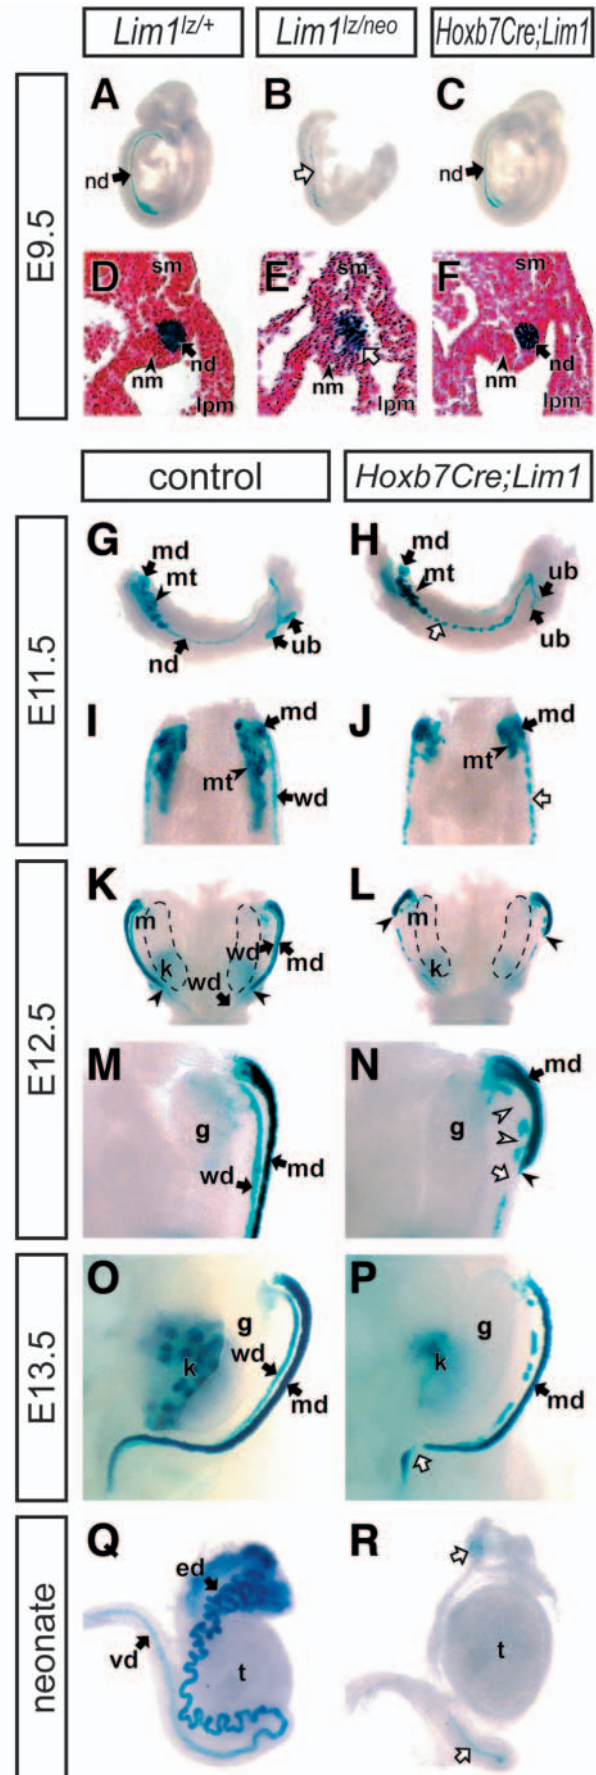 Lim1lz/+ Lim1lz/neo Hoxb7Cre;Lim1
E9.5
A B C
nd nd
D E F
sm sm sm
nd nd
nm nm nm
lpm lpm lpm
control Hoxb7Cre;Lim1
E11.5
G H
md md
mt mt
nd ub ub
ub
I J
md md
mt mt
wd
E12.5
K L
m m
wd
k md k
wd
M N
md
g g
wd md
E13.5
O P
g g
wd
k k
md md
neonate
Q R
ed
vd t t